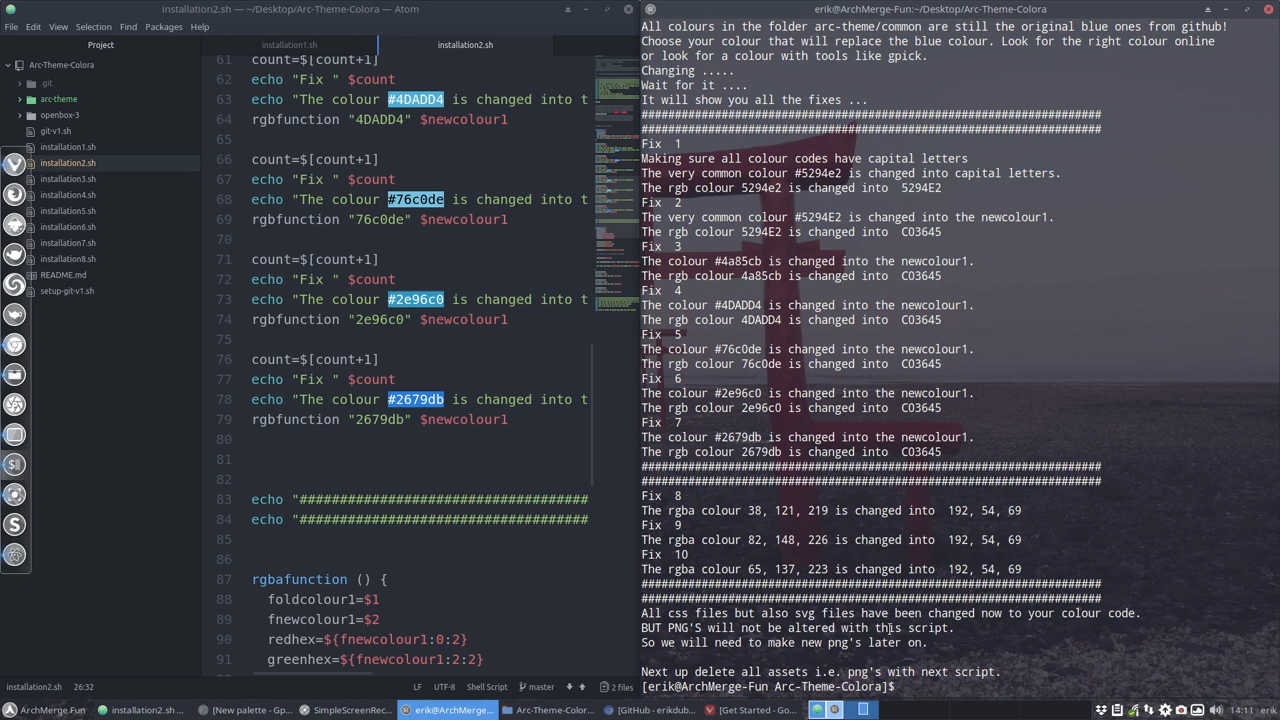 installation2.sh — ~/Desktop/Arc-Theme-Colora — Atom
File Edit View Selection Find Packages Help
Project
Arc-Theme-Colora
.git
arc-theme
openbox-3
git-v1.sh
installation1.sh
installation2.sh
installation3.sh
installation4.sh
installation5.sh
installation6.sh
installation7.sh
installation8.sh
README.md
setup-git-v1.sh
installation1.sh installation2.sh
61 count=$[count+1]
62 echo "Fix " $count
63 echo "The colour #4DADD4 is changed into t
64 rgbfunction "4DADD4" $newcolour1
65
66 count=$[count+1]
67 echo "Fix " $count
68 echo "The colour #76c0de is changed into t
69 rgbfunction "76c0de" $newcolour1
70
71 count=$[count+1]
72 echo "Fix " $count
73 echo "The colour #2e96c0 is changed into t
74 rgbfunction "2e96c0" $newcolour1
75
76 count=$[count+1]
77 echo "Fix " $count
78 echo "The colour #2679db is changed into t
79 rgbfunction "2679db" $newcolour1
80
81
82
83 echo "####################################
84 echo "####################################
85
86
87 rgbafunction () {
88 foldcolour1=$1
89 fnewcolour1=$2
90 redhex=${fnewcolour1:0:2}
91 greenhex=${fnewcolour1:2:2}
installation2.sh 26:32 LF UTF-8 Shell Script master 2 files
erik@ArchMerge-Fun:~/Desktop/Arc-Theme-Colora
All colours in the folder arc-theme/common are still the original blue ones from github!
Choose your colour that will replace the blue colour. Look for the right colour online
or look for a colour with tools like gpick.
Changing .....
Wait for it ....
It will show you all the fixes ...
################################################################################
################################################################################
Fix 1
Making sure all colour codes have capital letters
The very common colour #5294e2 is changed into capital letters.
The rgb colour 5294e2 is changed into 5294E2
Fix 2
The very common colour #5294E2 is changed into the newcolour1.
The rgb colour 5294E2 is changed into C03645
Fix 3
The colour #4a85cb is changed into the newcolour1.
The rgb colour 4a85cb is changed into C03645
Fix 4
The colour #4DADD4 is changed into the newcolour1.
The rgb colour 4DADD4 is changed into C03645
Fix 5
The colour #76c0de is changed into the newcolour1.
The rgb colour 76c0de is changed into C03645
Fix 6
The colour #2e96c0 is changed into the newcolour1.
The rgb colour 2e96c0 is changed into C03645
Fix 7
The colour #2679db is changed into the newcolour1.
The rgb colour 2679db is changed into C03645
################################################################################
################################################################################
Fix 8
The rgba colour 38, 121, 219 is changed into 192, 54, 69
Fix 9
The rgba colour 82, 148, 226 is changed into 192, 54, 69
Fix 10
The rgba colour 65, 137, 223 is changed into 192, 54, 69
################################################################################
################################################################################
All css files but also svg files have been changed now to your colour code.
BUT PNG'S will not be altered with this script.
So we will need to make new png's later on.
Next up delete all assets i.e. png's with next script.
[erik@ArchMerge-Fun Arc-Theme-Colora]$
ArchMerge Fun installation2.sh ... [New palette - Gp... SimpleScreenRec... erik@ArchMerge-... Arc-Theme-Color... [GitHub - erikdub... [Get Started - Go... 14:11 erik